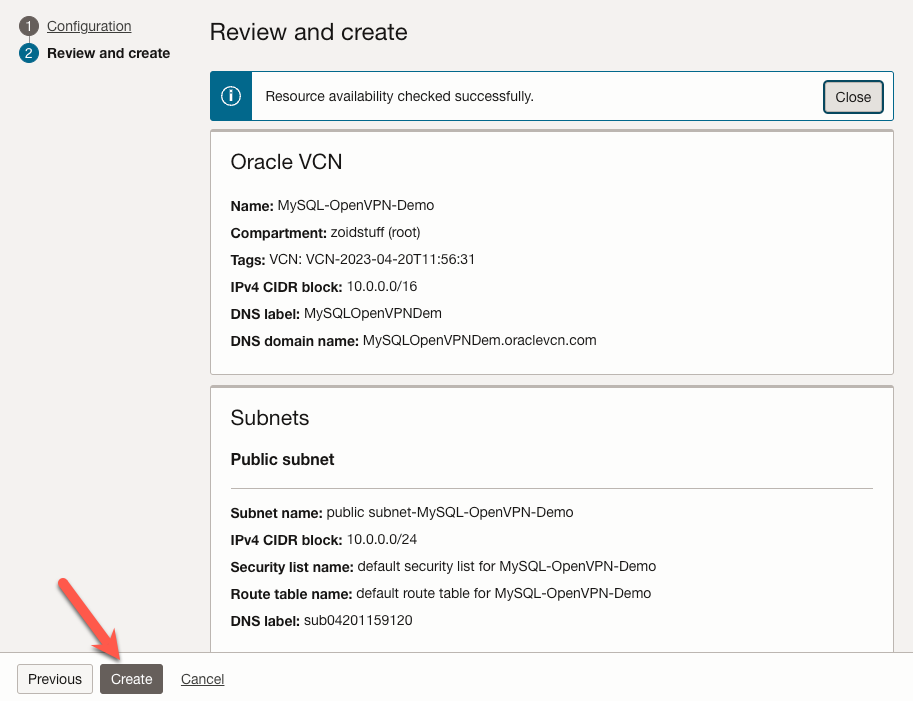 1 Configuration
2 Review and create
Review and create
Resource availability checked successfully.
Close
Oracle VCN
Name: MySQL-OpenVPN-Demo
Compartment: zoidstuff (root)
Tags: VCN: VCN-2023-04-20T11:56:31
IPv4 CIDR block: 10.0.0.0/16
DNS label: MySQLOpenVPNDem
DNS domain name: MySQLOpenVPNDem.oraclevcn.com
Subnets
Public subnet
Subnet name: public subnet-MySQL-OpenVPN-Demo
IPv4 CIDR block: 10.0.0.0/24
Security list name: default security list for MySQL-OpenVPN-Demo
Route table name: default route table for MySQL-OpenVPN-Demo
DNS label: sub04201159120
Previous Create Cancel